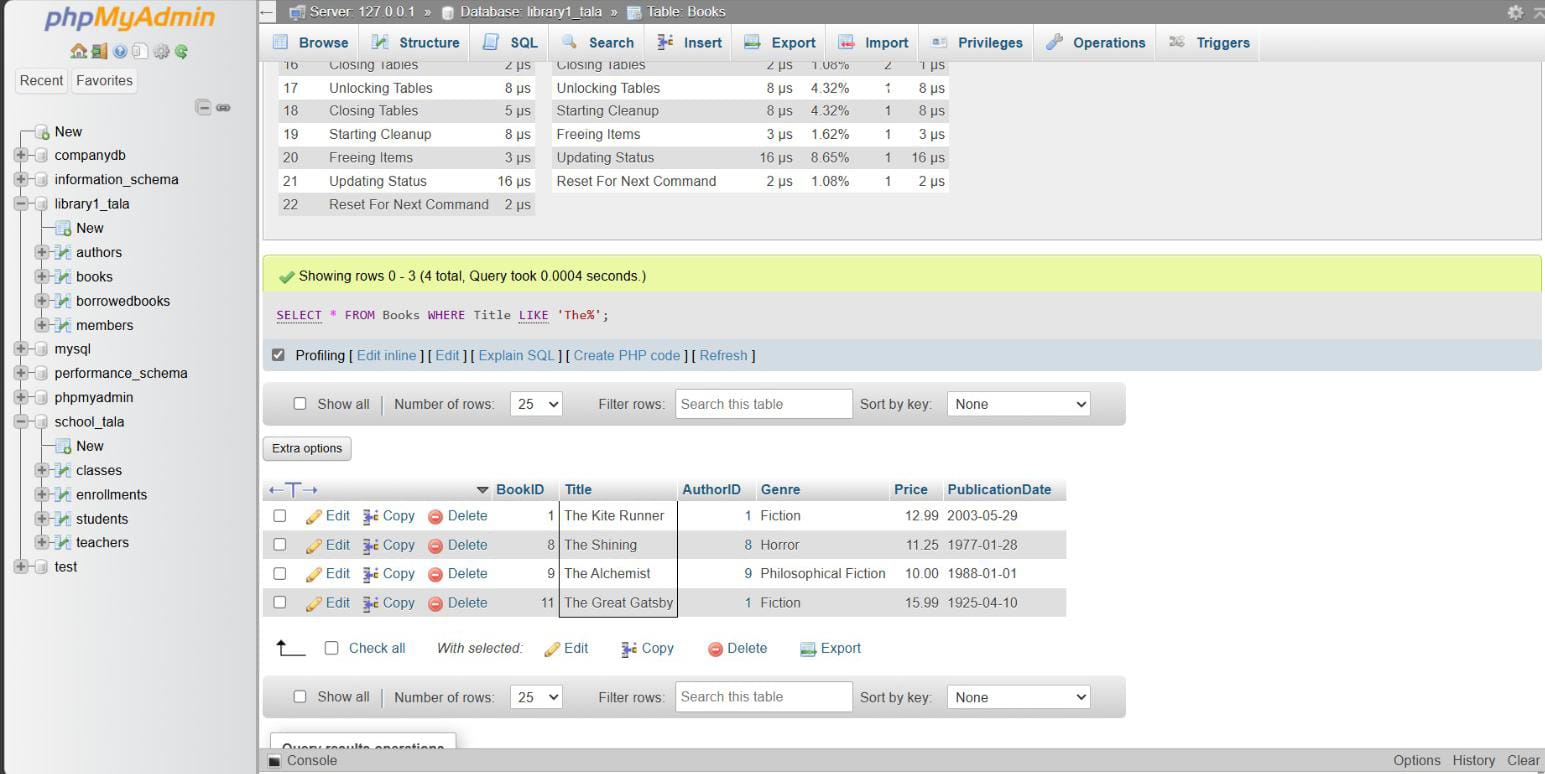 phpMyAdmin
Recent Favorites
New
companydb
information_schema
library1_tala
New
authors
books
borrowedbooks
members
mysql
performance_schema
phpmyadmin
school_tala
New
classes
enrollments
students
teachers
test
Server: 127.0.0.1 » Database: library1_tala » Table: Books
Browse Structure SQL Search Insert Export Import Privileges Operations Triggers
16 Closing Tables 2 µs Closing Tables 2 µs 1.08% 2 1 µs
17 Unlocking Tables 8 µs Unlocking Tables 8 µs 4.32% 1 8 µs
18 Closing Tables 5 µs Starting Cleanup 8 µs 4.32% 1 8 µs
19 Starting Cleanup 8 µs Freeing Items 3 µs 1.62% 1 3 µs
20 Freeing Items 3 µs Updating Status 16 µs 8.65% 1 16 µs
21 Updating Status 16 µs Reset For Next Command 2 µs 1.08% 1 2 µs
22 Reset For Next Command 2 µs
Showing rows 0 - 3 (4 total, Query took 0.0004 seconds.)
SELECT * FROM Books WHERE Title LIKE 'The%';
Profiling [ Edit inline ] [ Edit ] [ Explain SQL ] [ Create PHP code ] [ Refresh ]
Show all | Number of rows: 25 Filter rows: Search this table Sort by key: None
Extra options
BookID Title AuthorID Genre Price PublicationDate
Edit Copy Delete 1 The Kite Runner 1 Fiction 12.99 2003-05-29
Edit Copy Delete 8 The Shining 8 Horror 11.25 1977-01-28
Edit Copy Delete 9 The Alchemist 9 Philosophical Fiction 10.00 1988-01-01
Edit Copy Delete 11 The Great Gatsby 1 Fiction 15.99 1925-04-10
Check all With selected: Edit Copy Delete Export
Show all | Number of rows: 25 Filter rows: Search this table Sort by key: None
Query results operations
Console Options History Clear